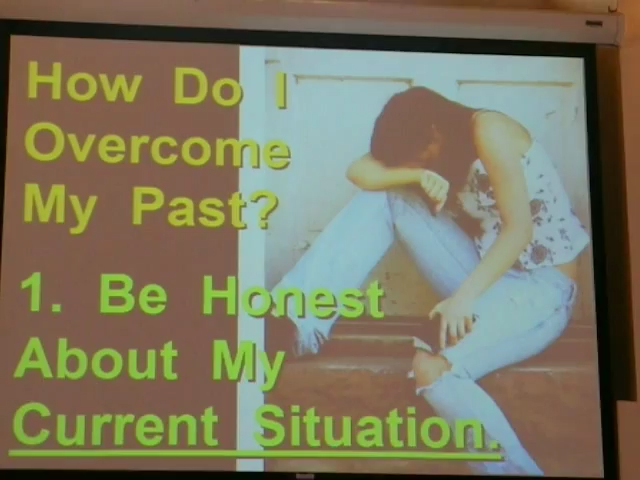 How Do I
Overcome
My Past?
1. Be Honest
About My
Current Situation.